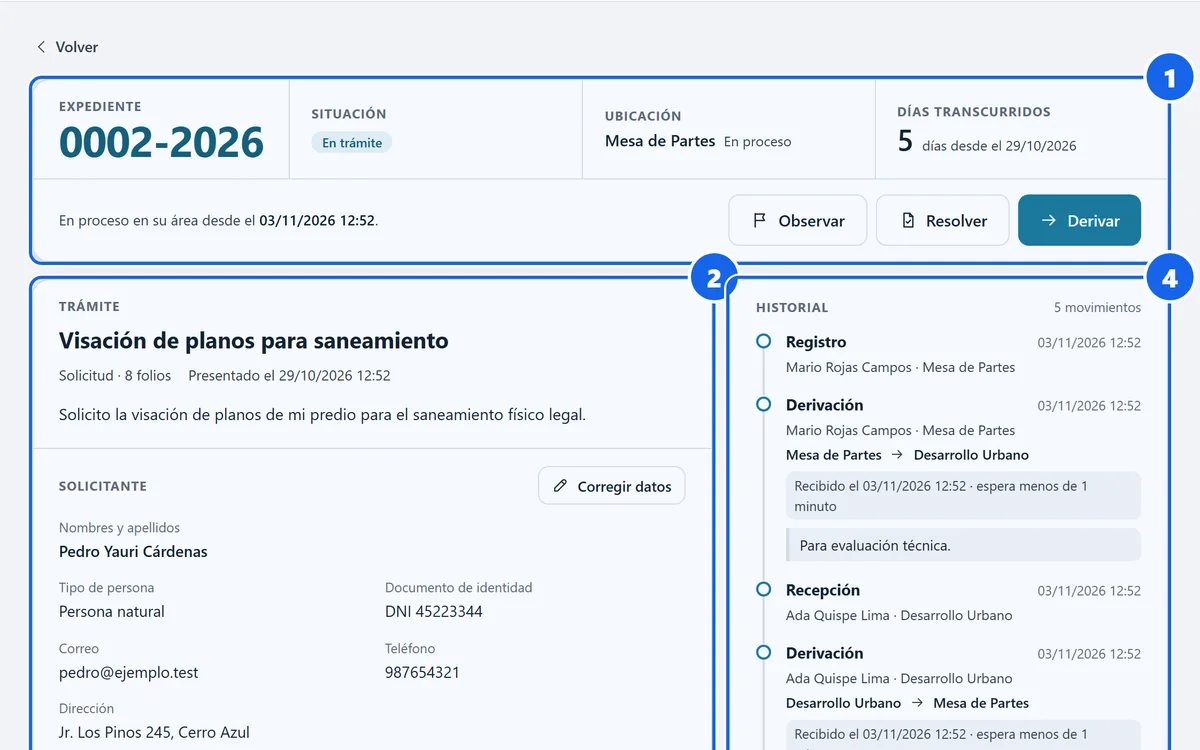 Volver
1
EXPEDIENTE
0002-2026
SITUACIÓN
En trámite
UBICACIÓN
Mesa de Partes En proceso
DÍAS TRANSCURRIDOS
5 días desde el 29/10/2026
En proceso en su área desde el 03/11/2026 12:52.
Observar
Resolver
Derivar
2
TRÁMITE
Visación de planos para saneamiento
Solicitud · 8 folios Presentado el 29/10/2026 12:52
Solicito la visación de planos de mi predio para el saneamiento físico legal.
SOLICITANTE
Corregir datos
Nombres y apellidos
Pedro Yauri Cárdenas
Tipo de persona
Persona natural
Documento de identidad
DNI 45223344
Correo
pedro@ejemplo.test
Teléfono
987654321
Dirección
Jr. Los Pinos 245, Cerro Azul
4
HISTORIAL
5 movimientos
Registro
03/11/2026 12:52
Mario Rojas Campos · Mesa de Partes
Derivación
03/11/2026 12:52
Mario Rojas Campos · Mesa de Partes
Mesa de Partes → Desarrollo Urbano
Recibido el 03/11/2026 12:52 · espera menos de 1
minuto
Para evaluación técnica.
Recepción
03/11/2026 12:52
Ada Quispe Lima · Desarrollo Urbano
Derivación
03/11/2026 12:52
Ada Quispe Lima · Desarrollo Urbano
Desarrollo Urbano → Mesa de Partes
Recibido el 03/11/2026 12:52 · espera menos de 1